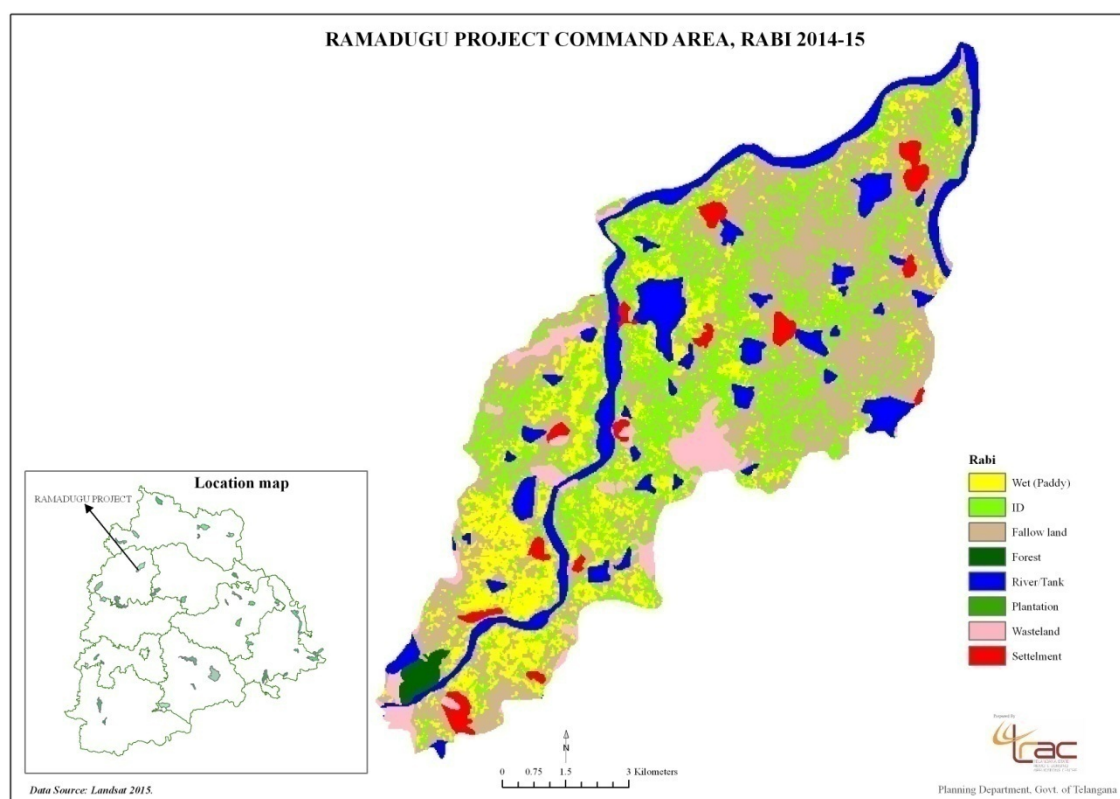 RAMADUGU PROJECT COMMAND AREA, RABI 2014-15
Location map
RAMADUGU PROJECT
Rabi
Wet (Paddy)
ID
Fallow land
Forest
River/Tank
Plantation
Wasteland
Settelment
N
0 0.75 1.5 3 Kilometers
Prepared By
trac
Data Source: Landsat 2015.
Planning Department, Govt. of Telangana